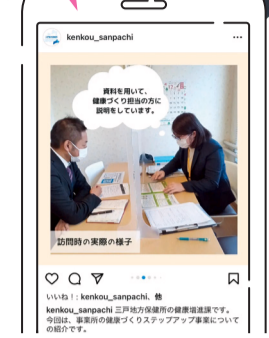 kenkou_sanpachi
資料を用いて、
健康づくり担当の方に
説明をしています。
訪問時の実際の様子
いいね！: kenkou_sanpachi、他
kenkou_sanpachi 三戸地方保健所の健康増進課です。
今回は、事業所の健康づくりステップアップ事業について
の紹介です。